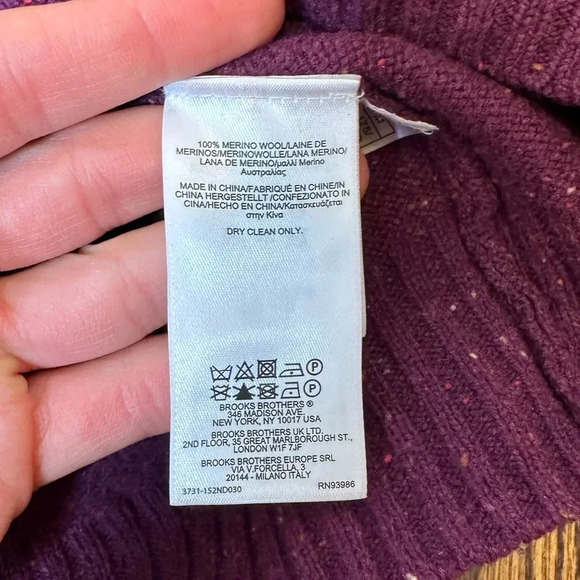 100% MERINO WOOL/LAINE DE
MERINOS/MERINOWOLLE/LANA MERINO/
LANA DE MERINO/μαλλί Merino
Αυστραλίας
MADE IN CHINA/FABRIQUÉ EN CHINE/IN
CHINA HERGESTELLT /CONFEZIONATO IN
CINA/HECHO EN CHINA/Κατασκευάζεται
στην Κίνα
DRY CLEAN ONLY.
BROOKS BROTHERS ®
346 MADISON AVE.
NEW YORK, NY 10017 USA
BROOKS BROTHERS UK LTD.
2ND FLOOR, 35 GREAT MARLBOROUGH ST.,
LONDON W1F 7JF
BROOKS BROTHERS EUROPE SRL
VIA V.FORCELLA, 3
20144 - MILANO ITALY
3731-152ND030 RN93986